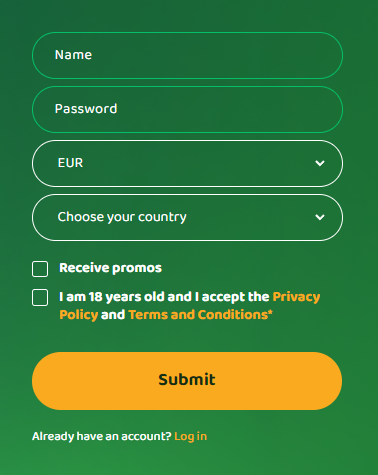 Name
Password
EUR
Choose your country
Receive promos
I am 18 years old and I accept the Privacy
Policy and Terms and Conditions*
Submit
Already have an account? Log in